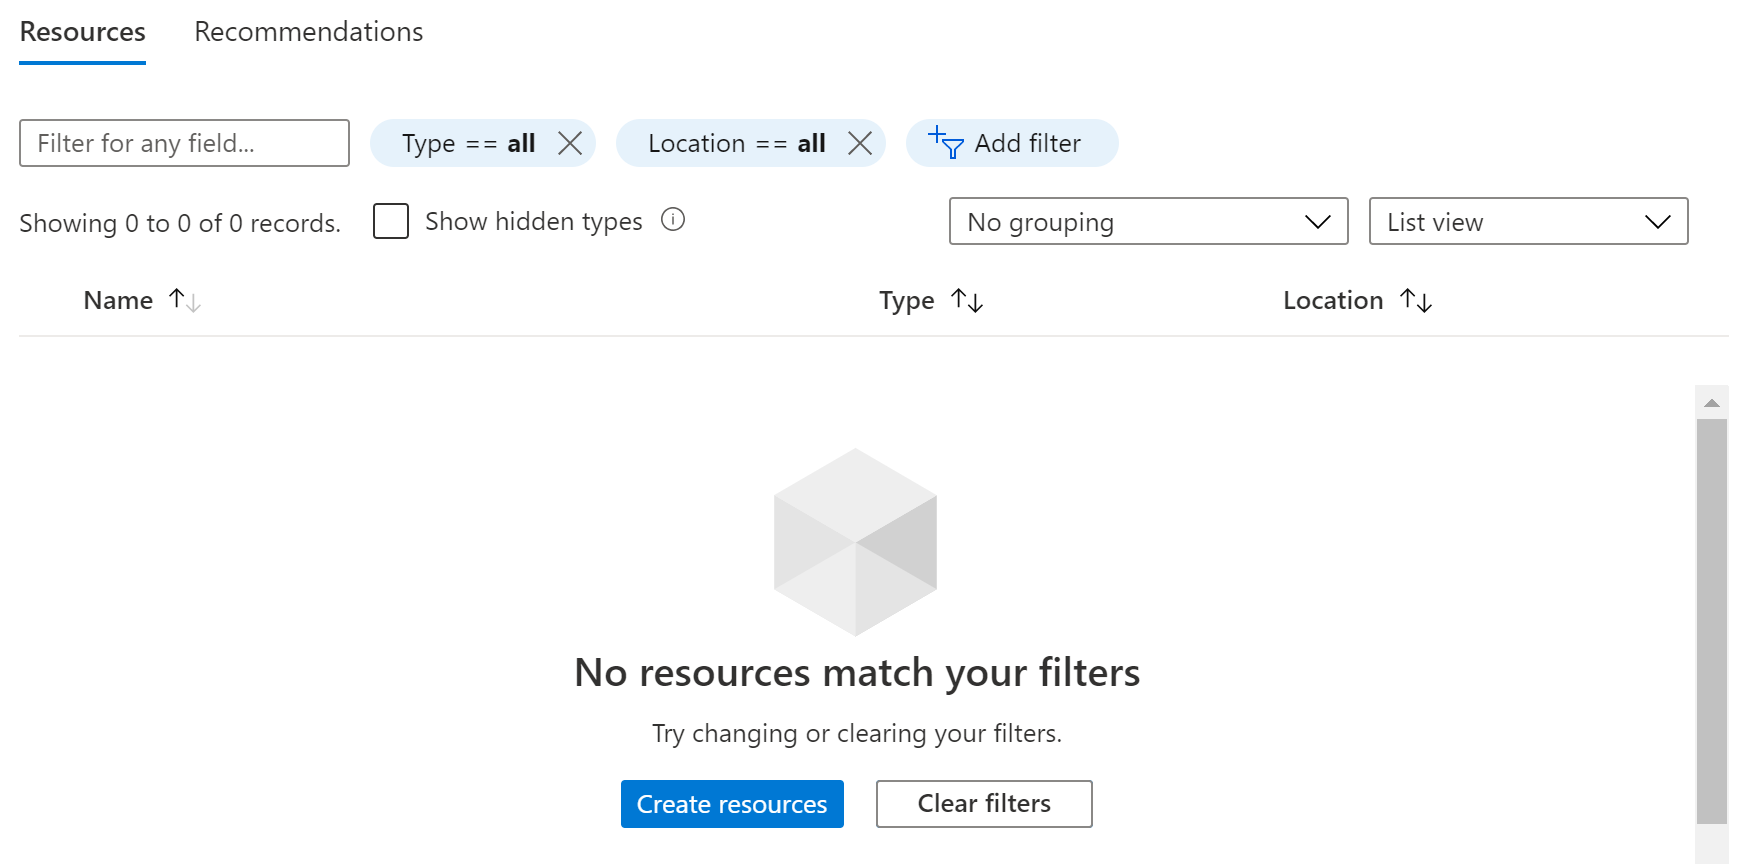 Resources Recommendations
Filter for any field... Type == all Location == all Add filter
Showing 0 to 0 of 0 records. Show hidden types No grouping List view
Name Type Location
No resources match your filters
Try changing or clearing your filters.
Create resources Clear filters